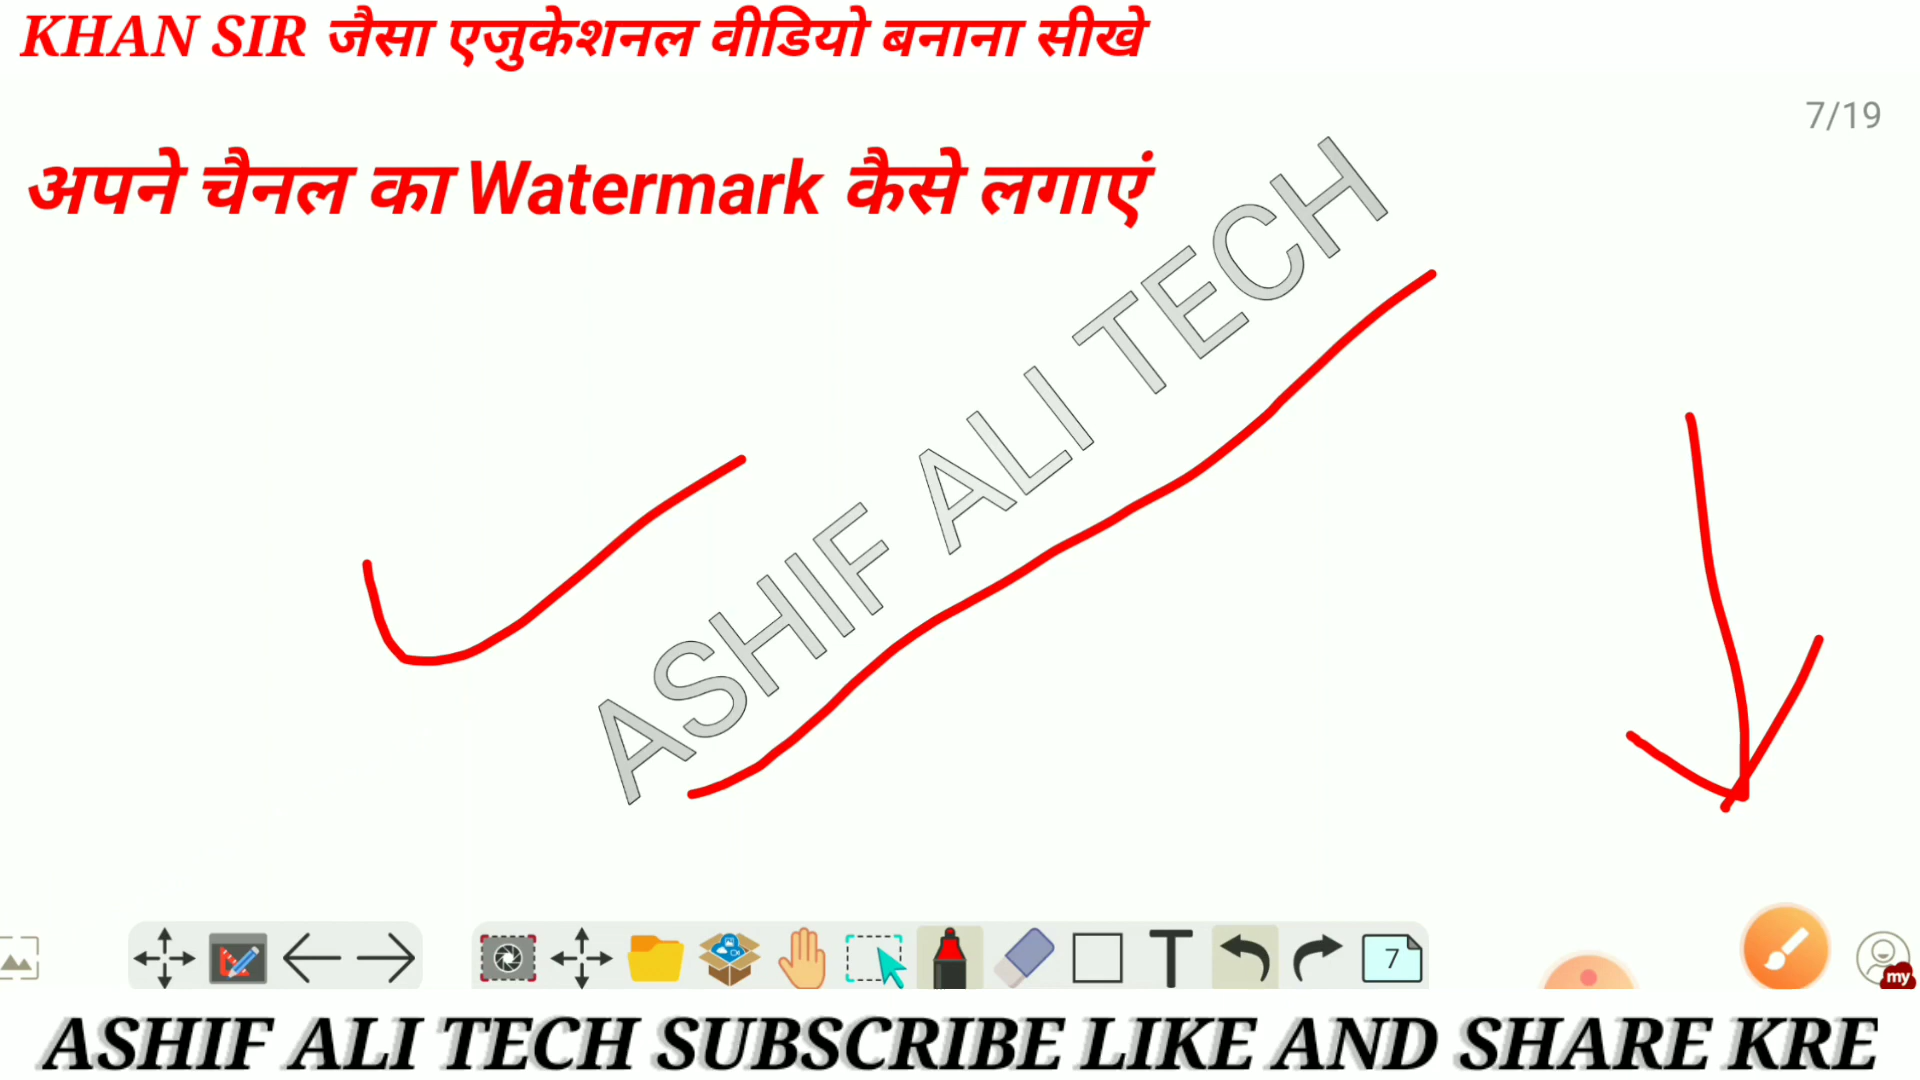 KHAN SIR जैसा एजुकेशनल वीडियो बनाना सीखे
7/19
अपने चैनल का Watermark कैसे लगाएं
ASHIF ALI TECH
7
my
ASHIF ALI TECH SUBSCRIBE LIKE AND SHARE KRE